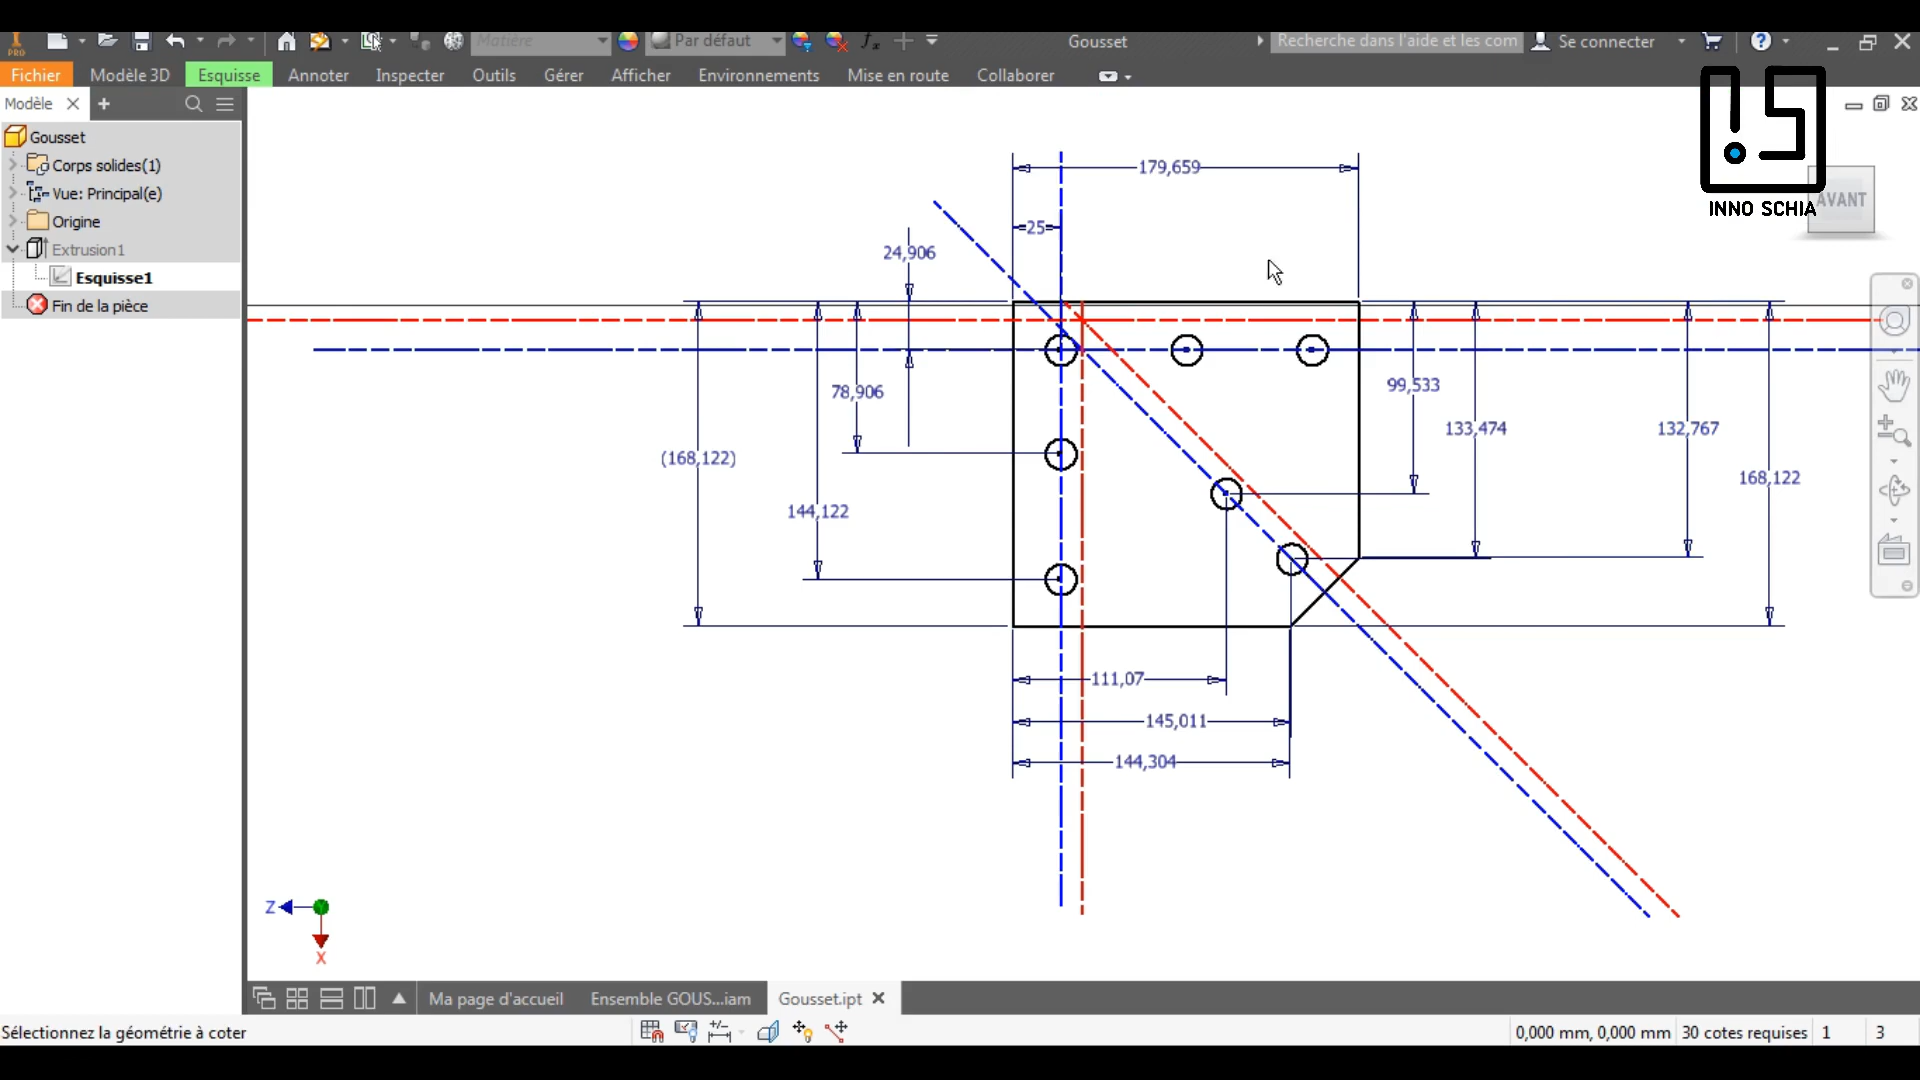 PRO
Matière
Par défaut
Gousset
Recherche dans l'aide et les com
Se connecter
Fichier
Modèle 3D
Esquisse
Annoter
Inspecter
Outils
Gérer
Afficher
Environnements
Mise en route
Collaborer
Modèle
Gousset
Corps solides(1)
Vue: Principal(e)
Origine
Extrusion1
Esquisse1
Fin de la pièce
INNO SCHIA
AVANT
179,659
25
24,906
78,906
99,533
133,474
132,767
(168,122)
168,122
144,122
111,07
145,011
144,304
Z
X
Ma page d'accueil
Ensemble GOUS...iam
Gousset.ipt
Sélectionnez la géométrie à coter
0,000 mm, 0,000 mm
30 cotes requises
1
3